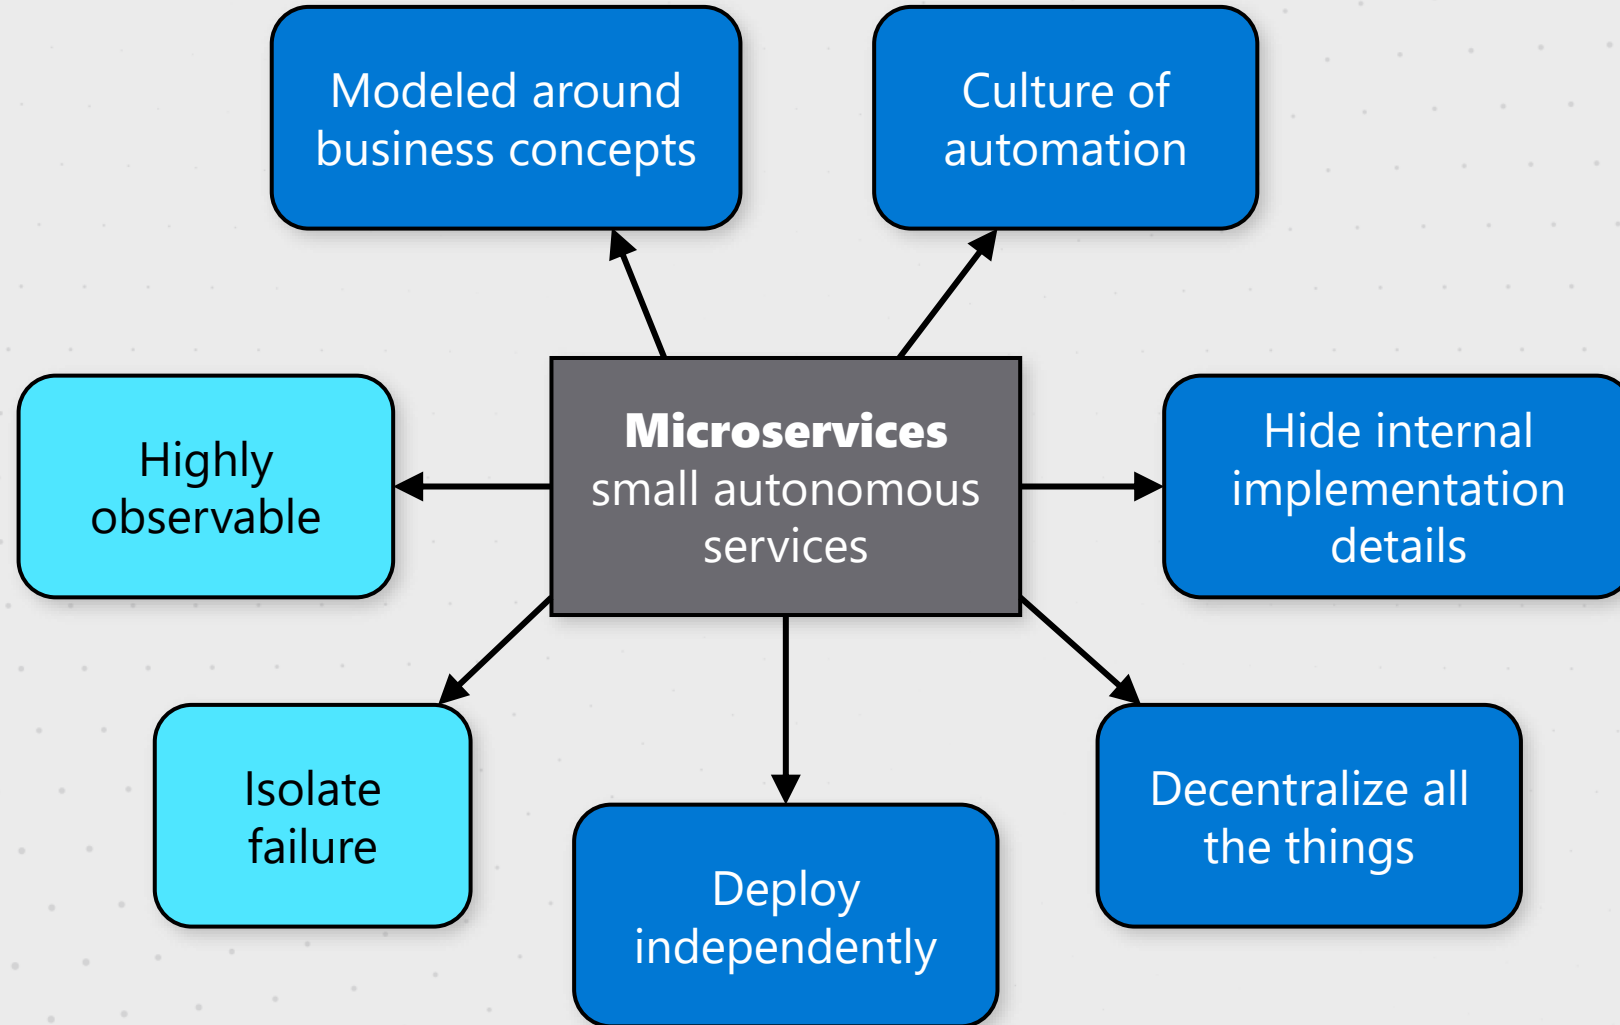 Modeled around
business concepts
Culture of
automation
Highly
observable
Microservices
small autonomous
services
Hide internal
implementation
details
Isolate
failure
Deploy
independently
Decentralize all
the things